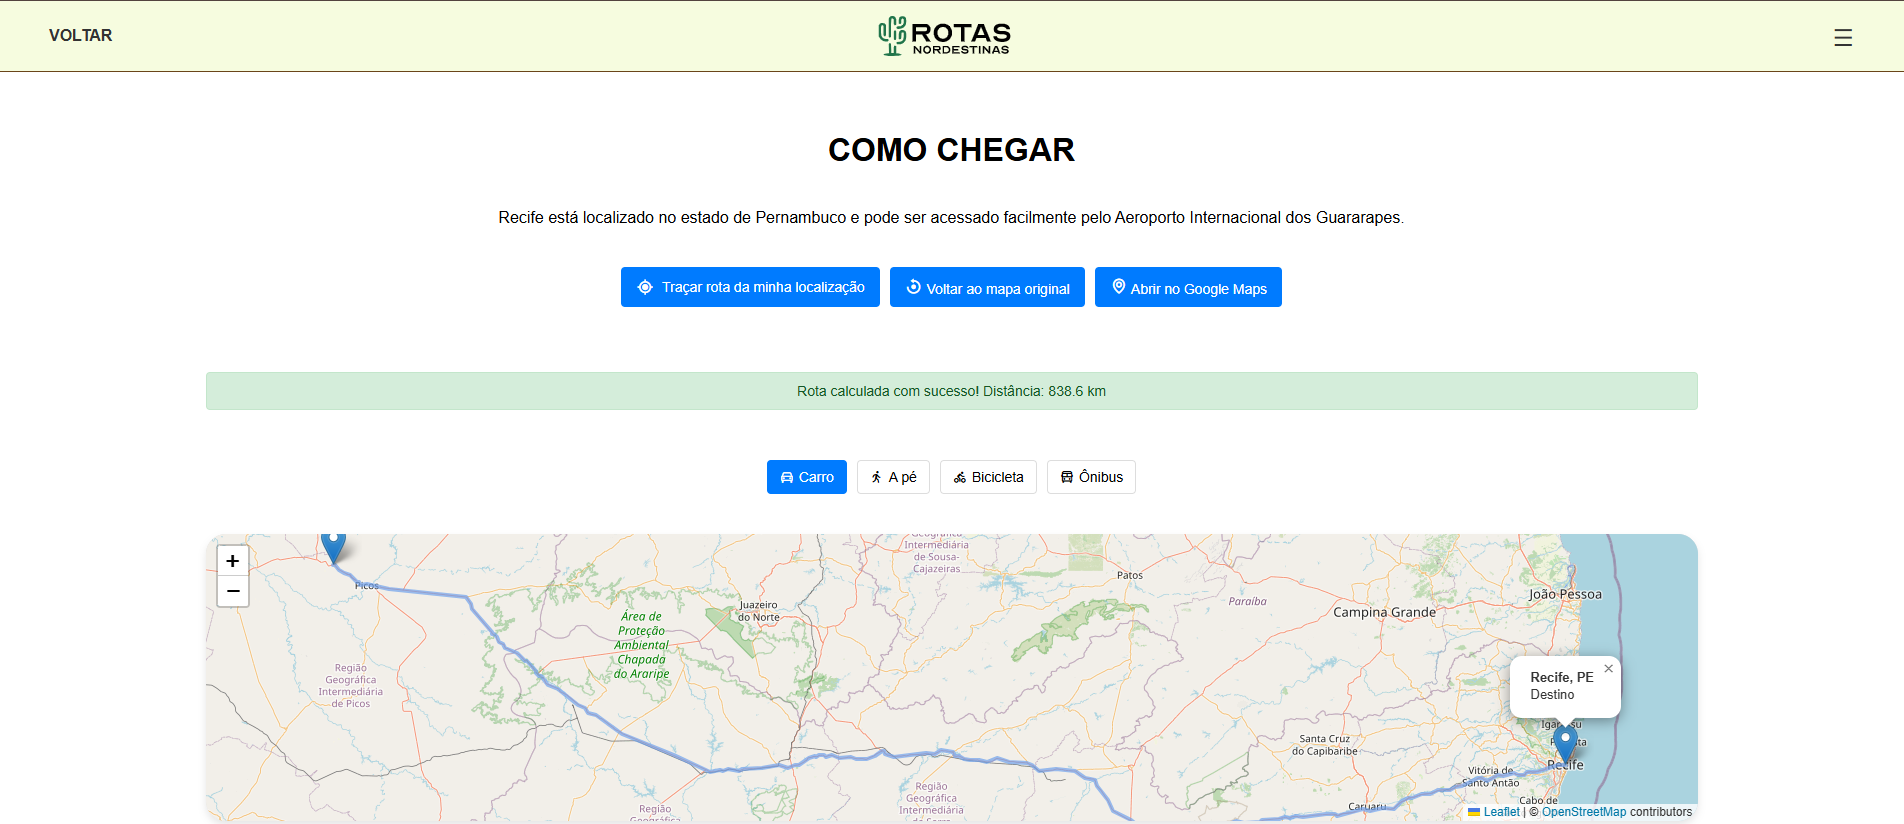 VOLTAR
ROTAS
NORDESTINAS
☰
COMO CHEGAR
Recife está localizado no estado de Pernambuco e pode ser acessado facilmente pelo Aeroporto Internacional dos Guararapes.
Traçar rota da minha localização
Voltar ao mapa original
Abrir no Google Maps
Rota calculada com sucesso! Distância: 838.6 km
Carro
A pé
Bicicleta
Ônibus
+
−
Picos
Região
Geográfica
Intermediária
de Picos
Área de
Proteção
Ambiental
Chapada
do Araripe
Juazeiro
do Norte
Intermediária
de Sousa-
Cajazeiras
Patos
Paraíba
Campina Grande
João Pessoa
Recife, PE
Destino
×
Recife
Santa Cruz
do Capibaribe
Vitória de
Santo Antão
Cabo de
Caruaru
Região
Geográfica
Intermediária
Região
Leaflet | © OpenStreetMap contributors